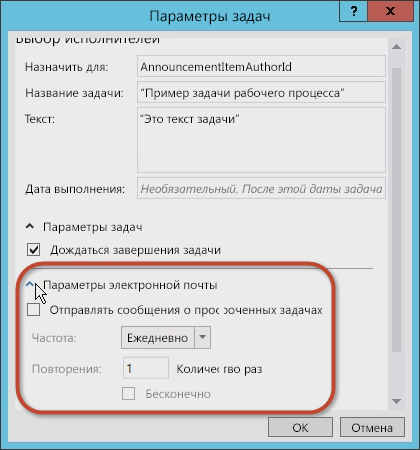 Параметры задач
?
x
Выбор исполнителей
Назначить для: AnnouncementItemAuthorId
Название задачи: "Пример задачи рабочего процесса"
Текст: "Это текст задачи"
Дата выполнения: Необязательный. После этой даты задача
Параметры задач
Дождаться завершения задачи
Параметры электронной почты
Отправлять сообщения о просроченных задачах
Частота: Ежедневно
Повторения: 1 Количество раз
Бесконечно
ОК Отмена